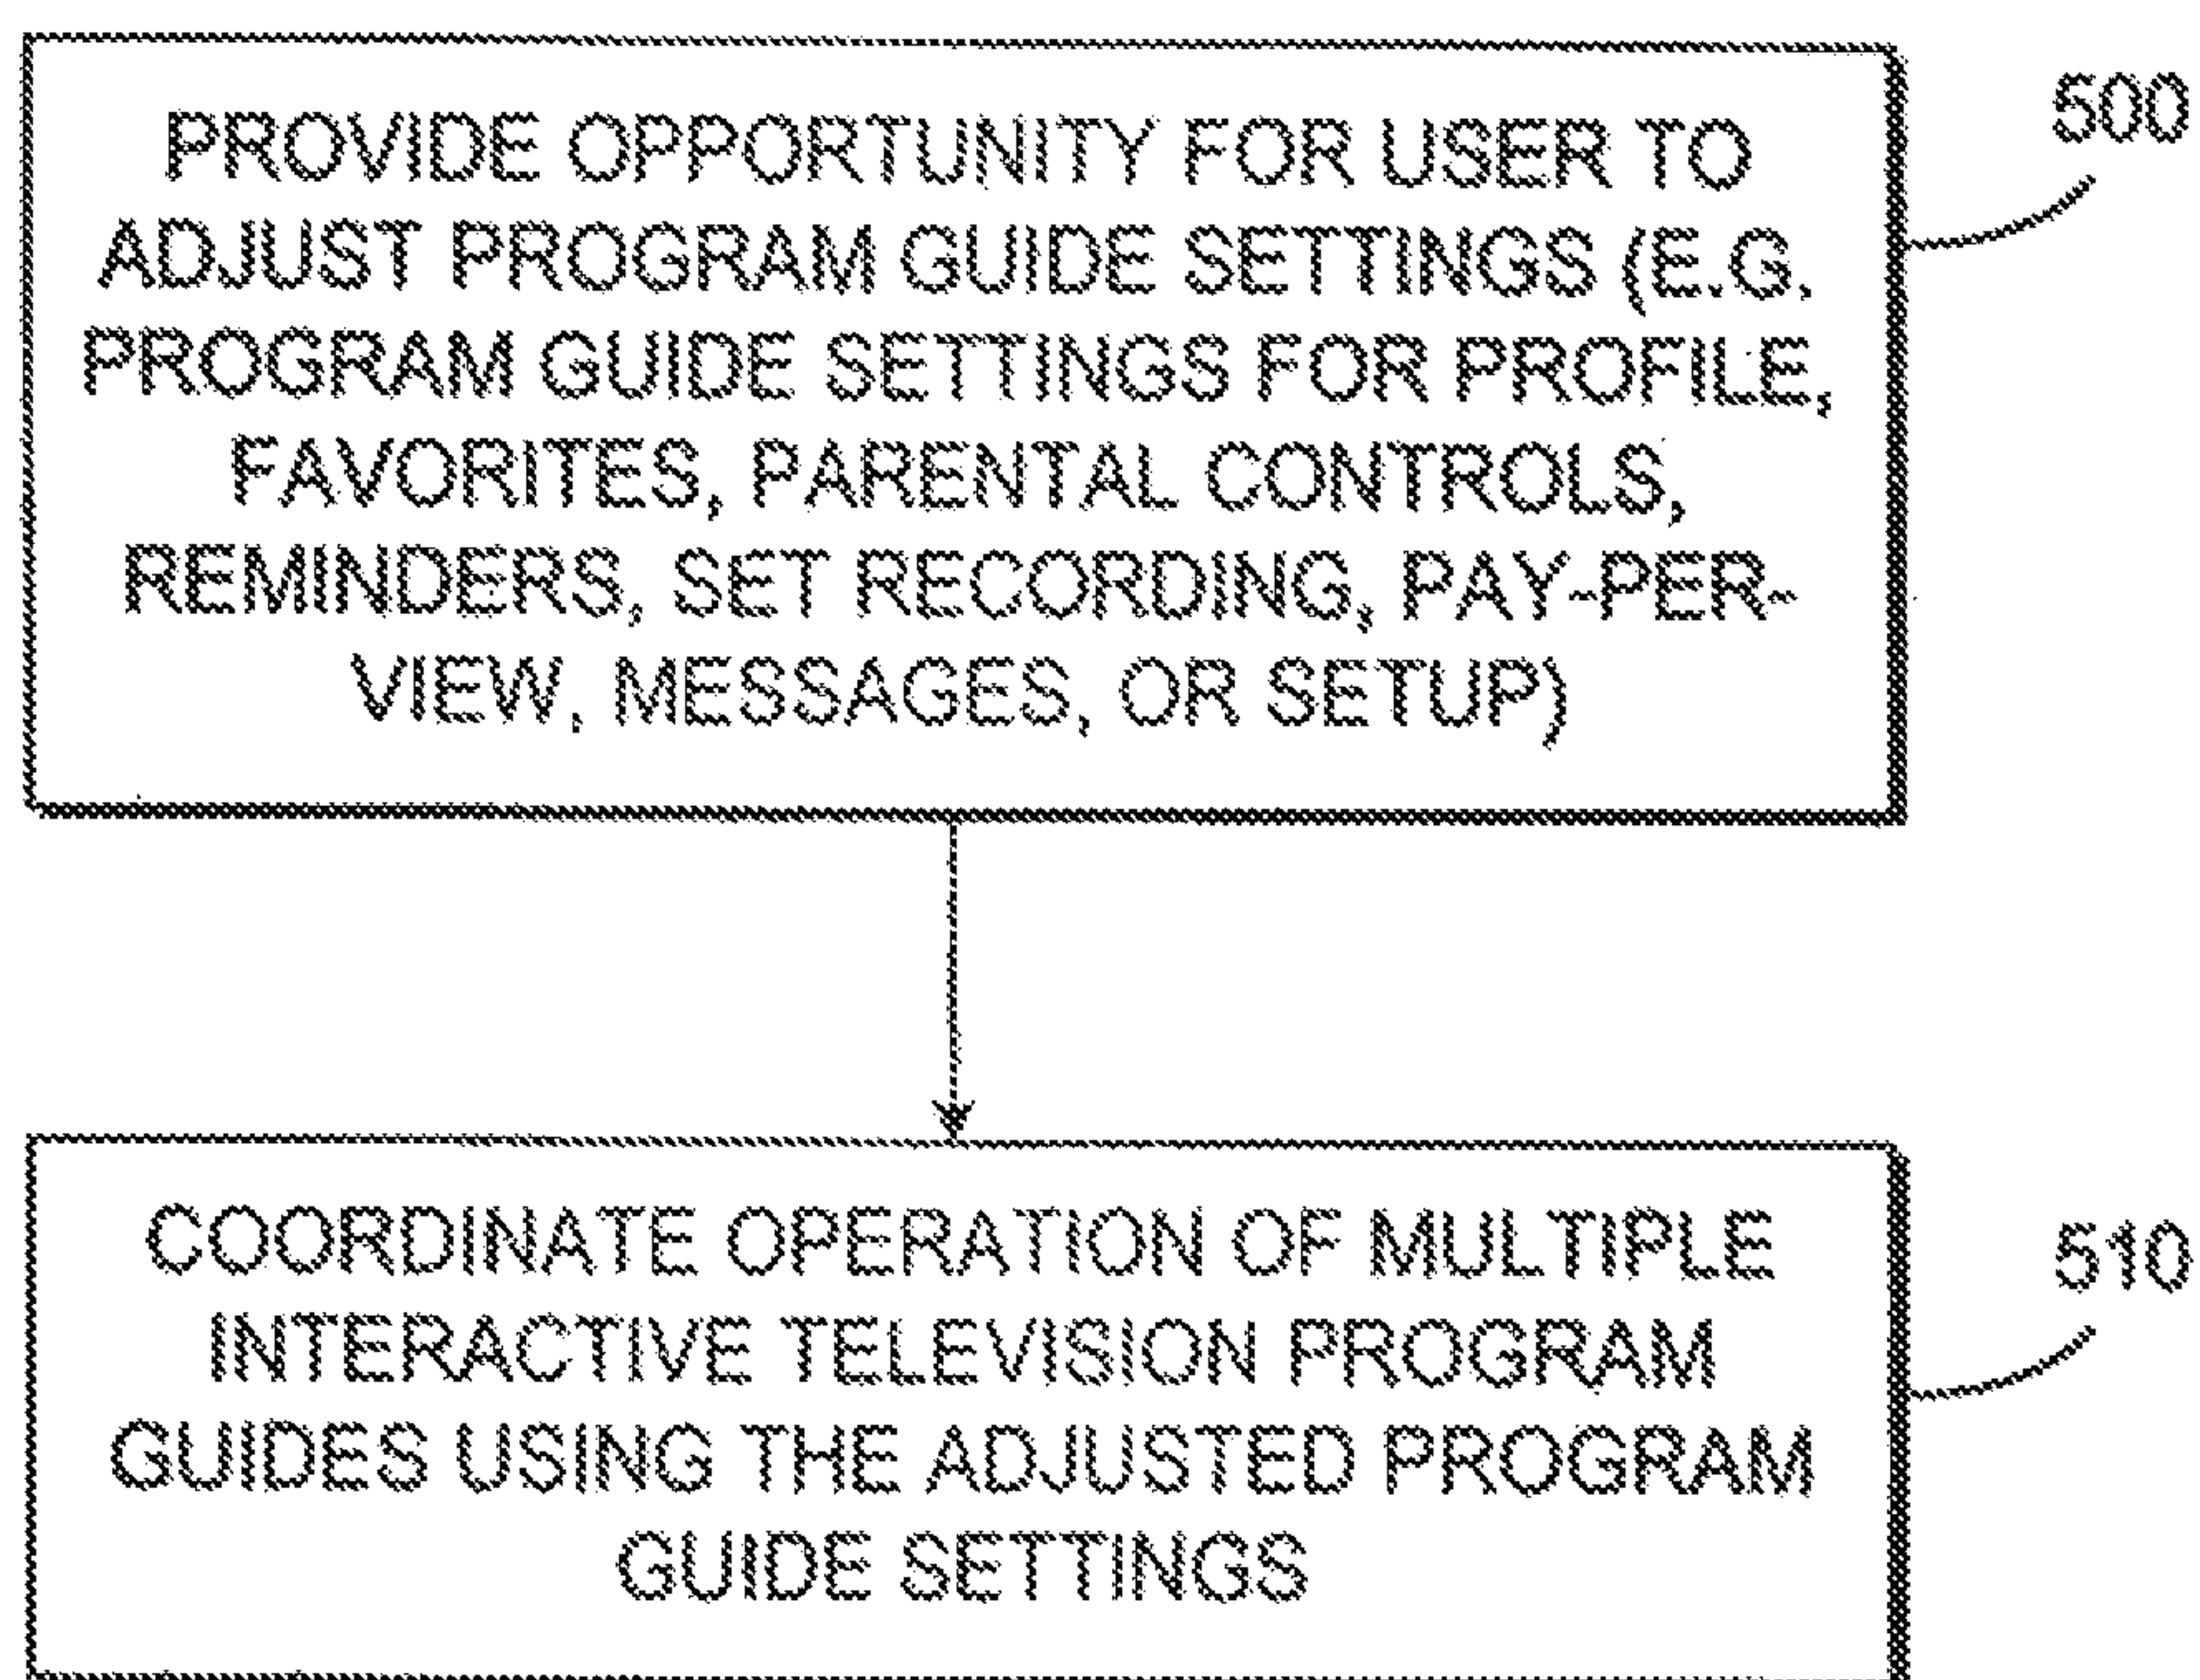 PROVIDE OPPORTUNITY FOR USER TO
ADJUST PROGRAM GUIDE SETTINGS (E.G.
PROGRAM GUIDE SETTINGS FOR PROFILE,
FAVORITES, PARENTAL CONTROLS,
REMINDERS, SET RECORDING, PAY-PER-
VIEW, MESSAGES, OR SETUP)
500
COORDINATE OPERATION OF MULTIPLE
INTERACTIVE TELEVISION PROGRAM
GUIDES USING THE ADJUSTED PROGRAM
GUIDE SETTINGS
510